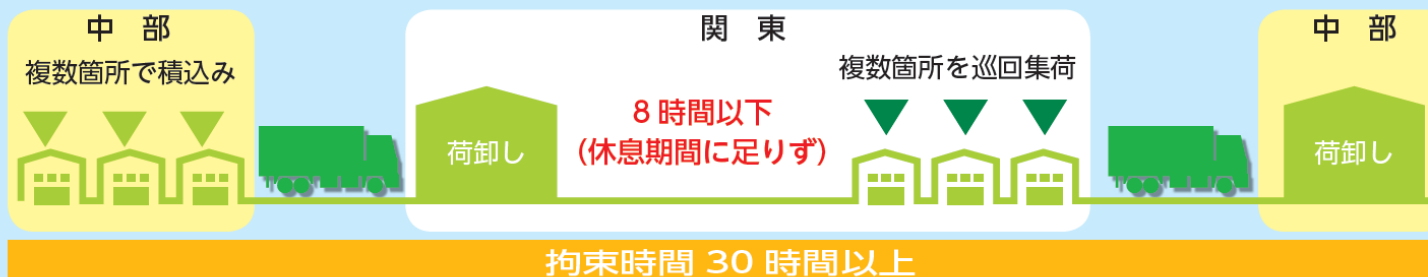 中 部
複数箇所で積込み
関 東
荷卸し
8 時間以下
(休息期間に足りず)
複数箇所を巡回集荷
中 部
荷卸し
拘束時間 30 時間以上